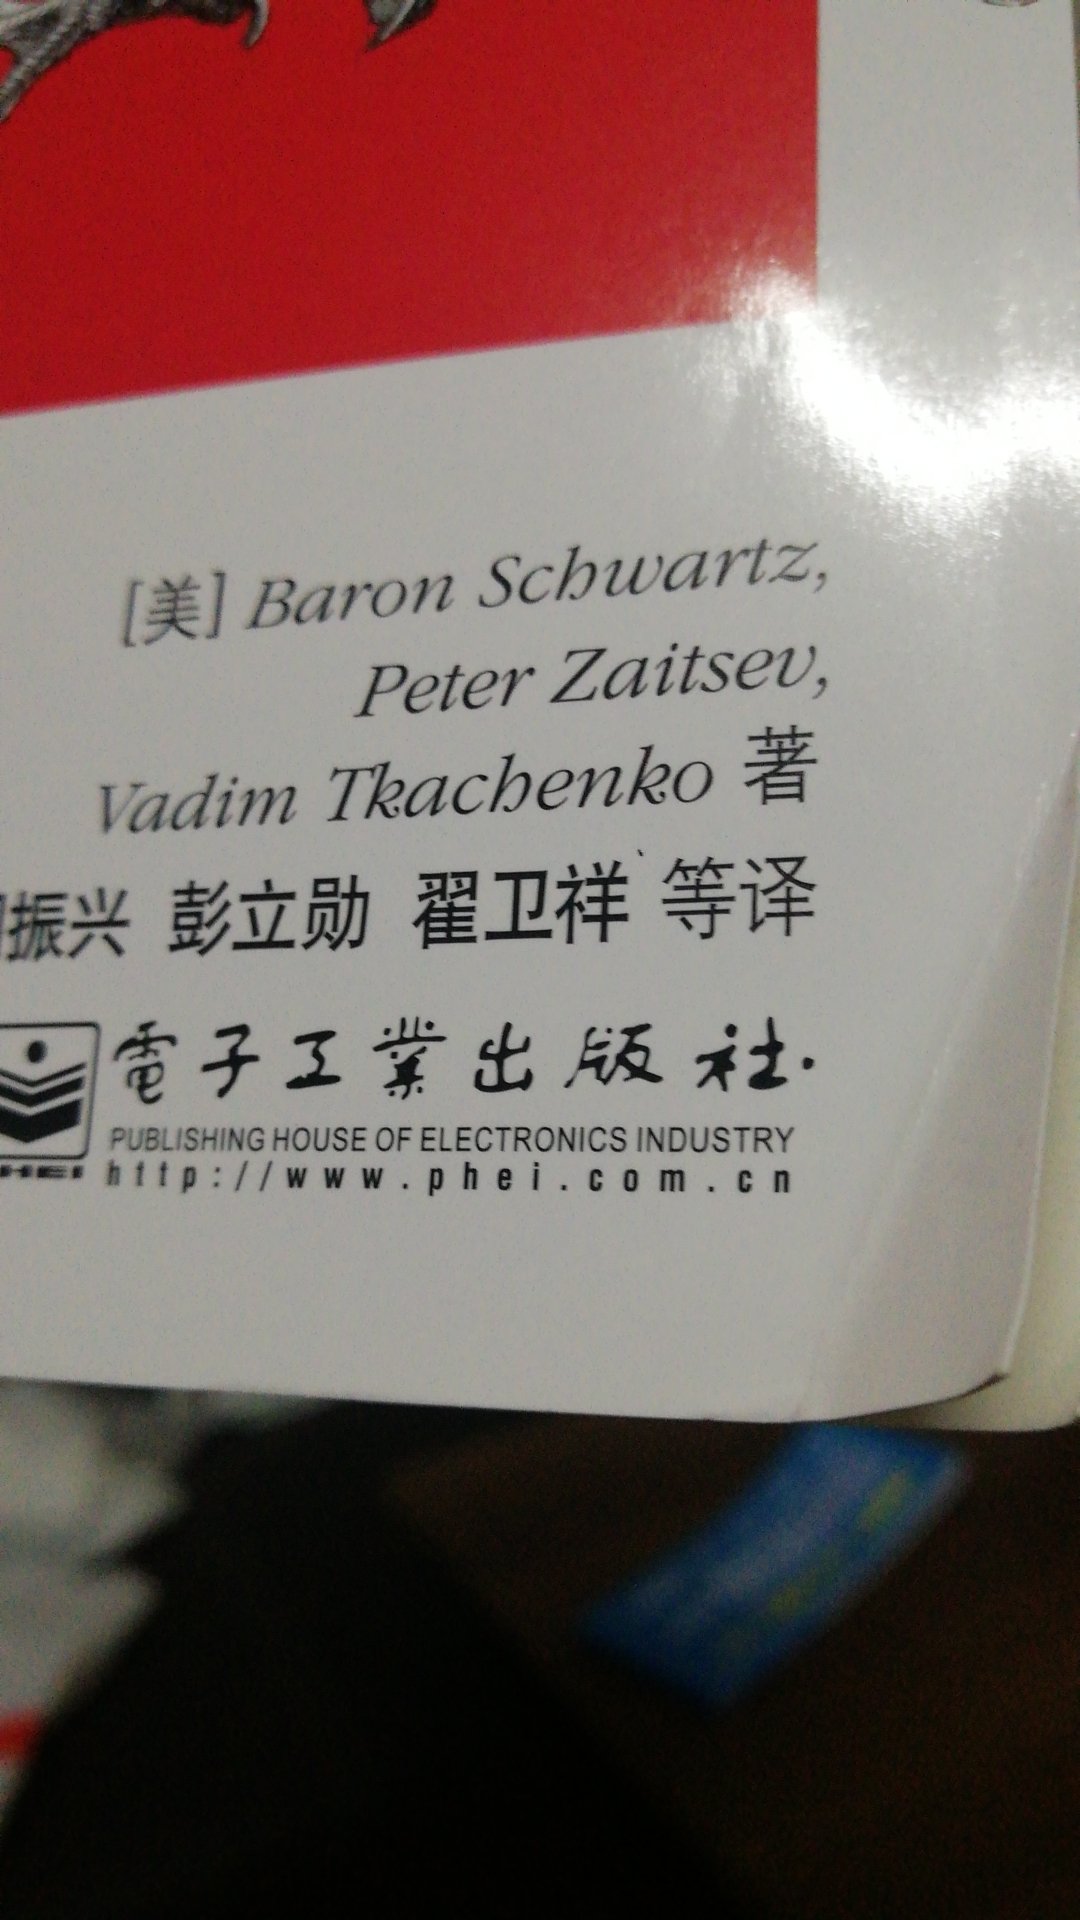 [美] Baron Schwartz,
Peter Zaitsev,
Vadim Tkachenko 著
振兴 彭立勋 翟卫祥 等译
電子工業出版社·
PUBLISHING HOUSE OF ELECTRONICS INDUSTRY
http://www.phei.com.cn